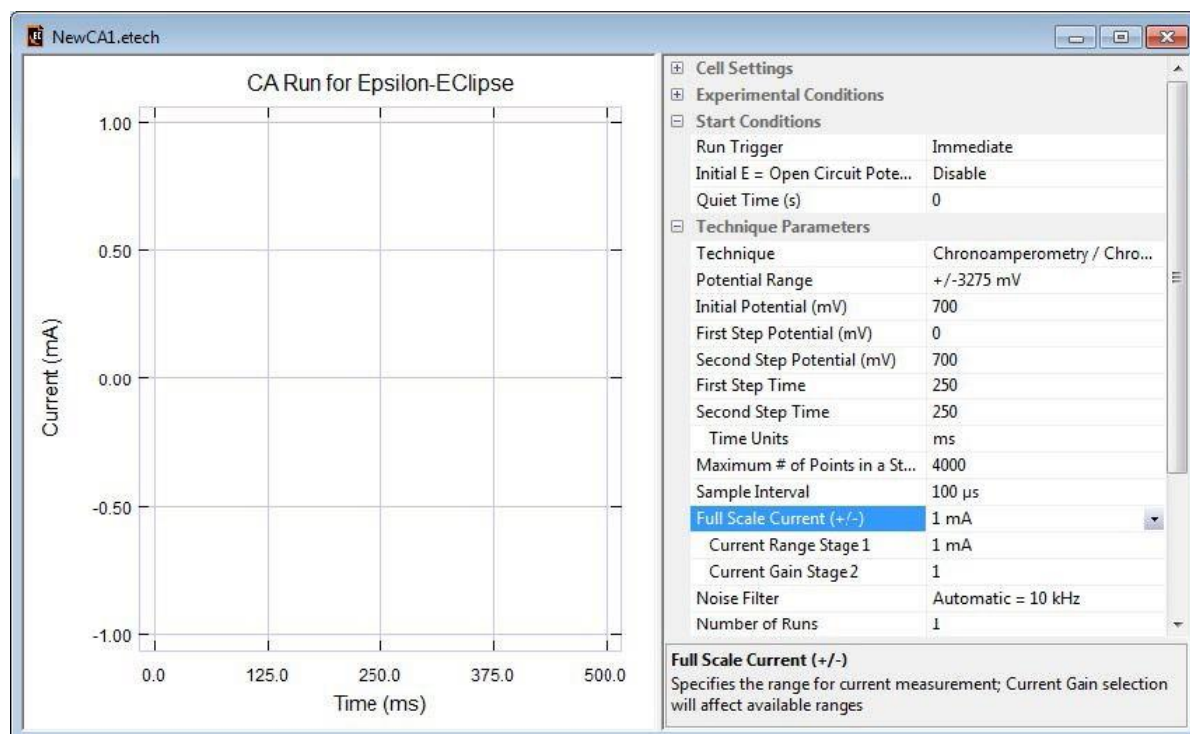 NewCA1.etech
CA Run for Epsilon-EClipse
1.00
0.50
0.00
-0.50
-1.00
Current (mA)
0.0 125.0 250.0 375.0 500.0
Time (ms)
Cell Settings
Experimental Conditions
Start Conditions
Run Trigger Immediate
Initial E = Open Circuit Pote... Disable
Quiet Time (s) 0
Technique Parameters
Technique Chronoamperometry / Chro...
Potential Range +/-3275 mV
Initial Potential (mV) 700
First Step Potential (mV) 0
Second Step Potential (mV) 700
First Step Time 250
Second Step Time 250
Time Units ms
Maximum # of Points in a St... 4000
Sample Interval 100 µs
Full Scale Current (+/-) 1 mA
Current Range Stage 1 1 mA
Current Gain Stage 2 1
Noise Filter Automatic = 10 kHz
Number of Runs 1
Full Scale Current (+/-)
Specifies the range for current measurement; Current Gain selection
will affect available ranges